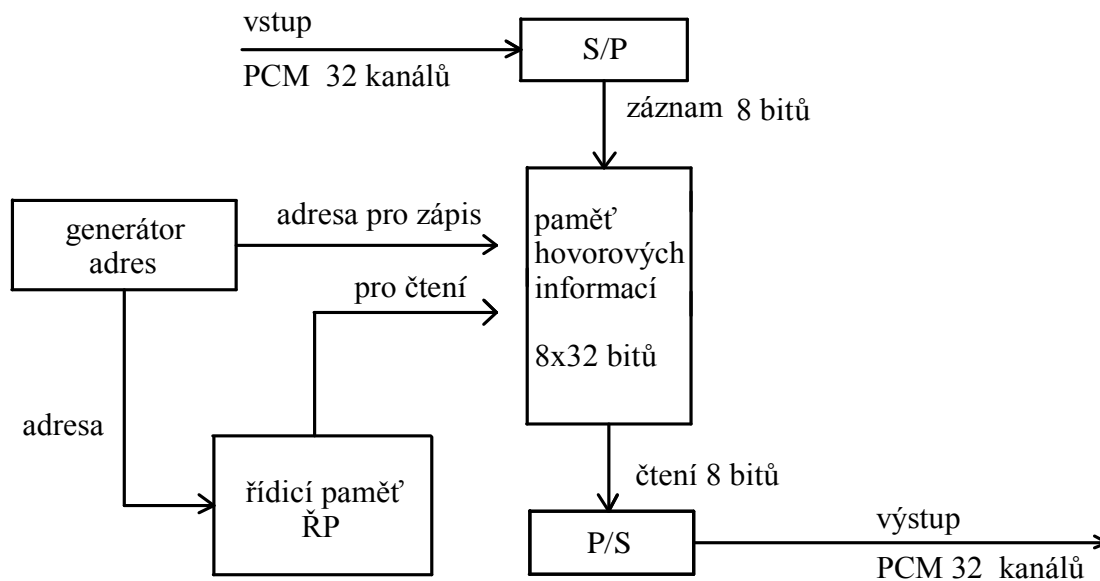 vstup
PCM 32 kanálů
S/P
záznam 8 bitů
generátor
adres
adresa pro zápis
pro čtení
paměť
hovorových
informací
8x32 bitů
adresa
řídicí paměť
ŘP
čtení 8 bitů
P/S
výstup
PCM 32 kanálů